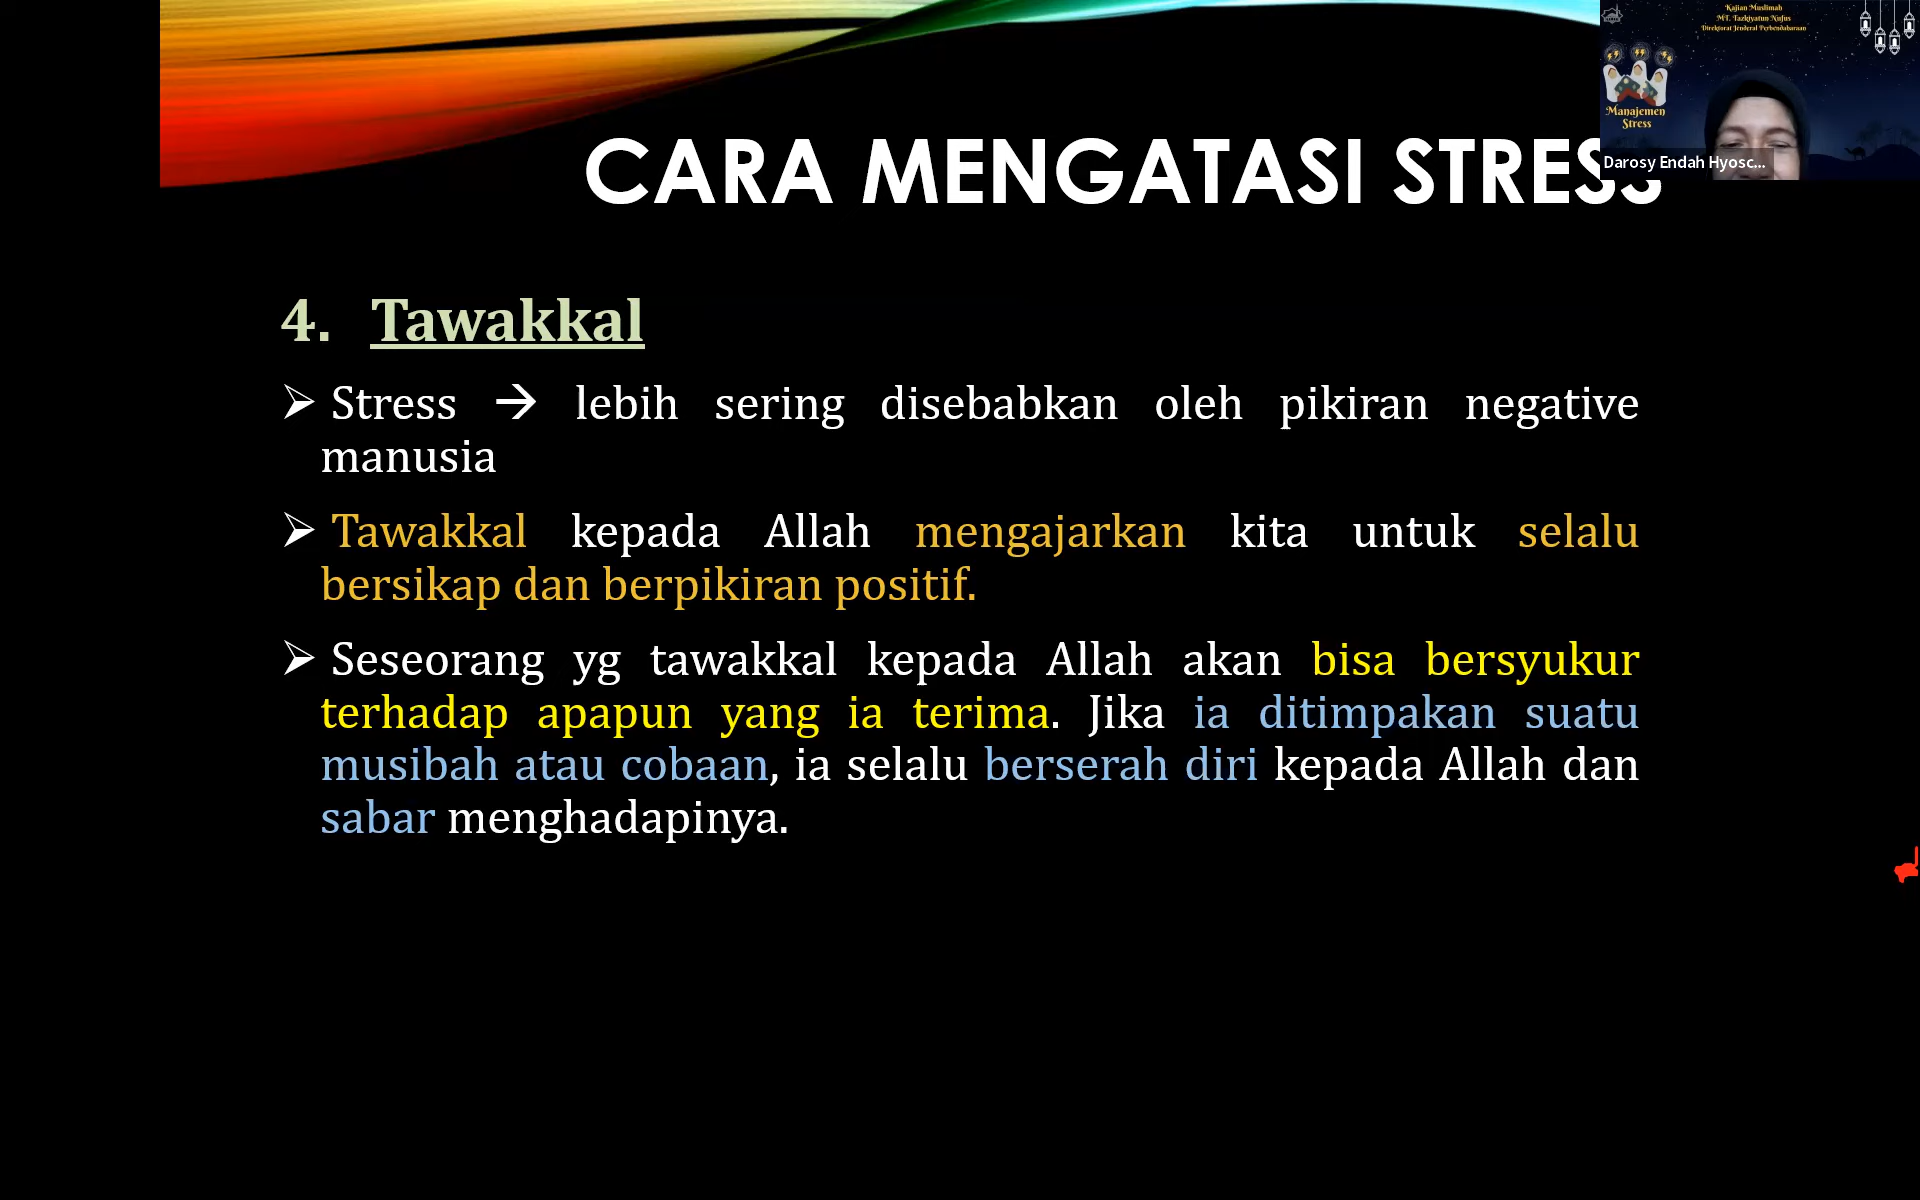 Kajian Muslimah
MT. Tazkiyatun Nufus
Direktorat Jenderal Perbendaharaan
Manajemen
Stress
Darosy Endah Hyosc...
CARA MENGATASI STRESS
4. Tawakkal
➢ Stress → lebih sering disebabkan oleh pikiran negative
manusia
➢ Tawakkal kepada Allah mengajarkan kita untuk selalu
bersikap dan berpikiran positif.
➢ Seseorang yg tawakkal kepada Allah akan bisa bersyukur
terhadap apapun yang ia terima. Jika ia ditimpakan suatu
musibah atau cobaan, ia selalu berserah diri kepada Allah dan
sabar menghadapinya.